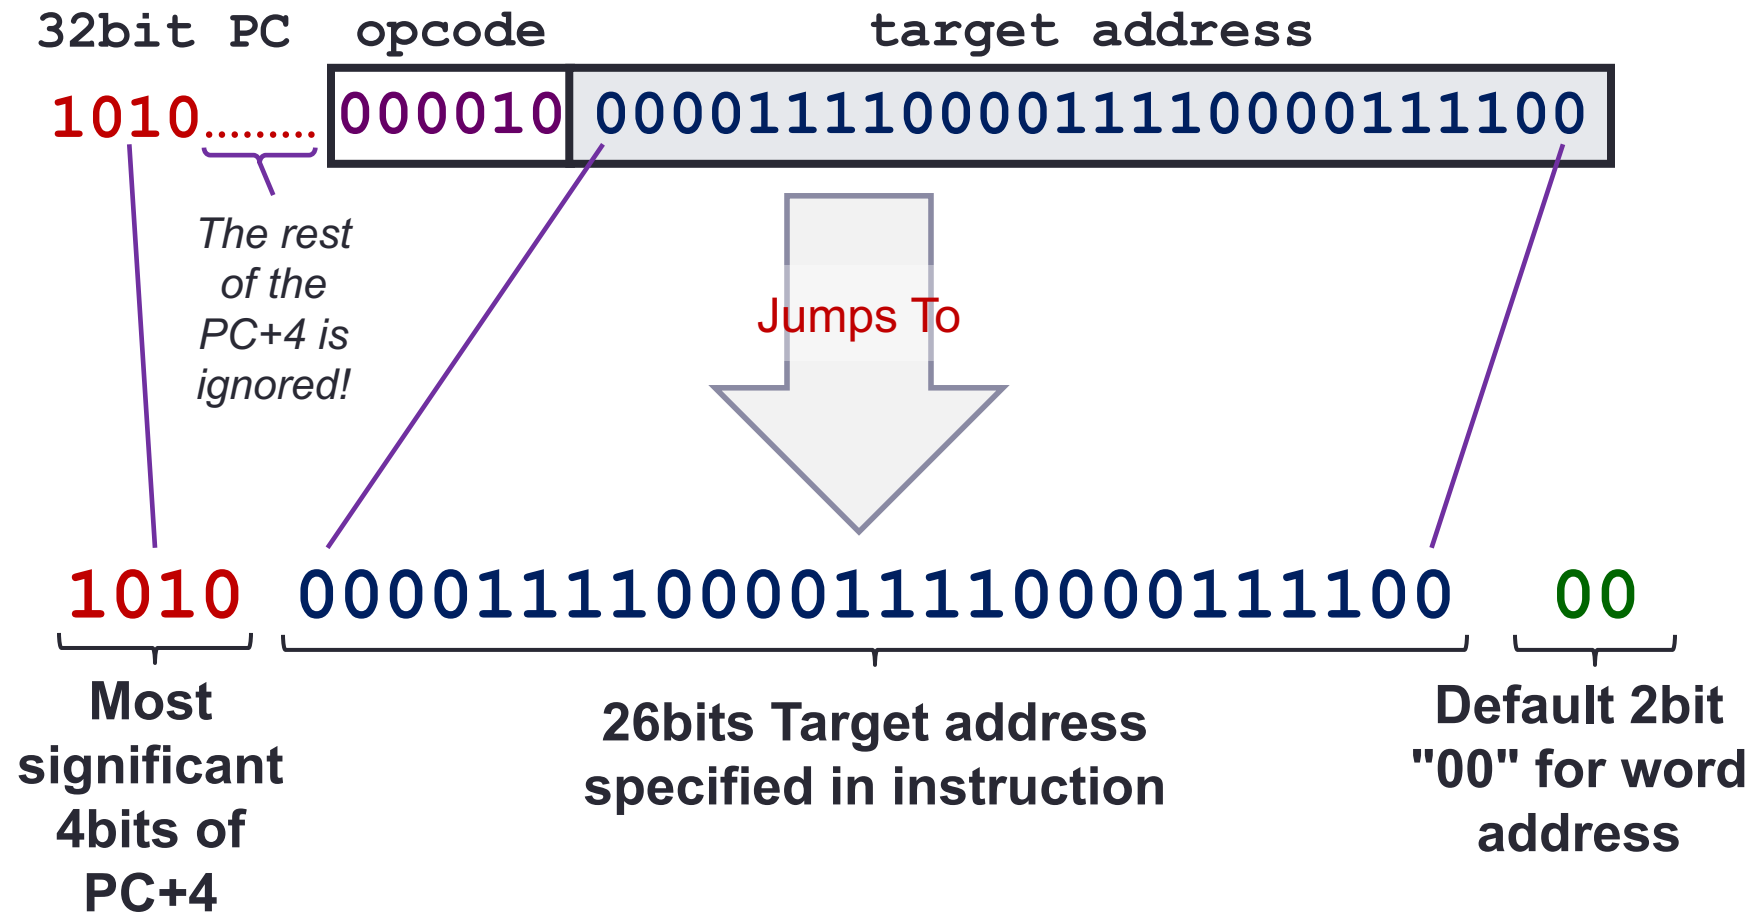 32bit PC opcode target address
1010......... 000010 00001111000011110000111100
The rest
of the
PC+4 is
ignored!
Jumps To
1010 00001111000011110000111100 00
Most
significant
4bits of
PC+4
26bits Target address
specified in instruction
Default 2bit
"00" for word
address